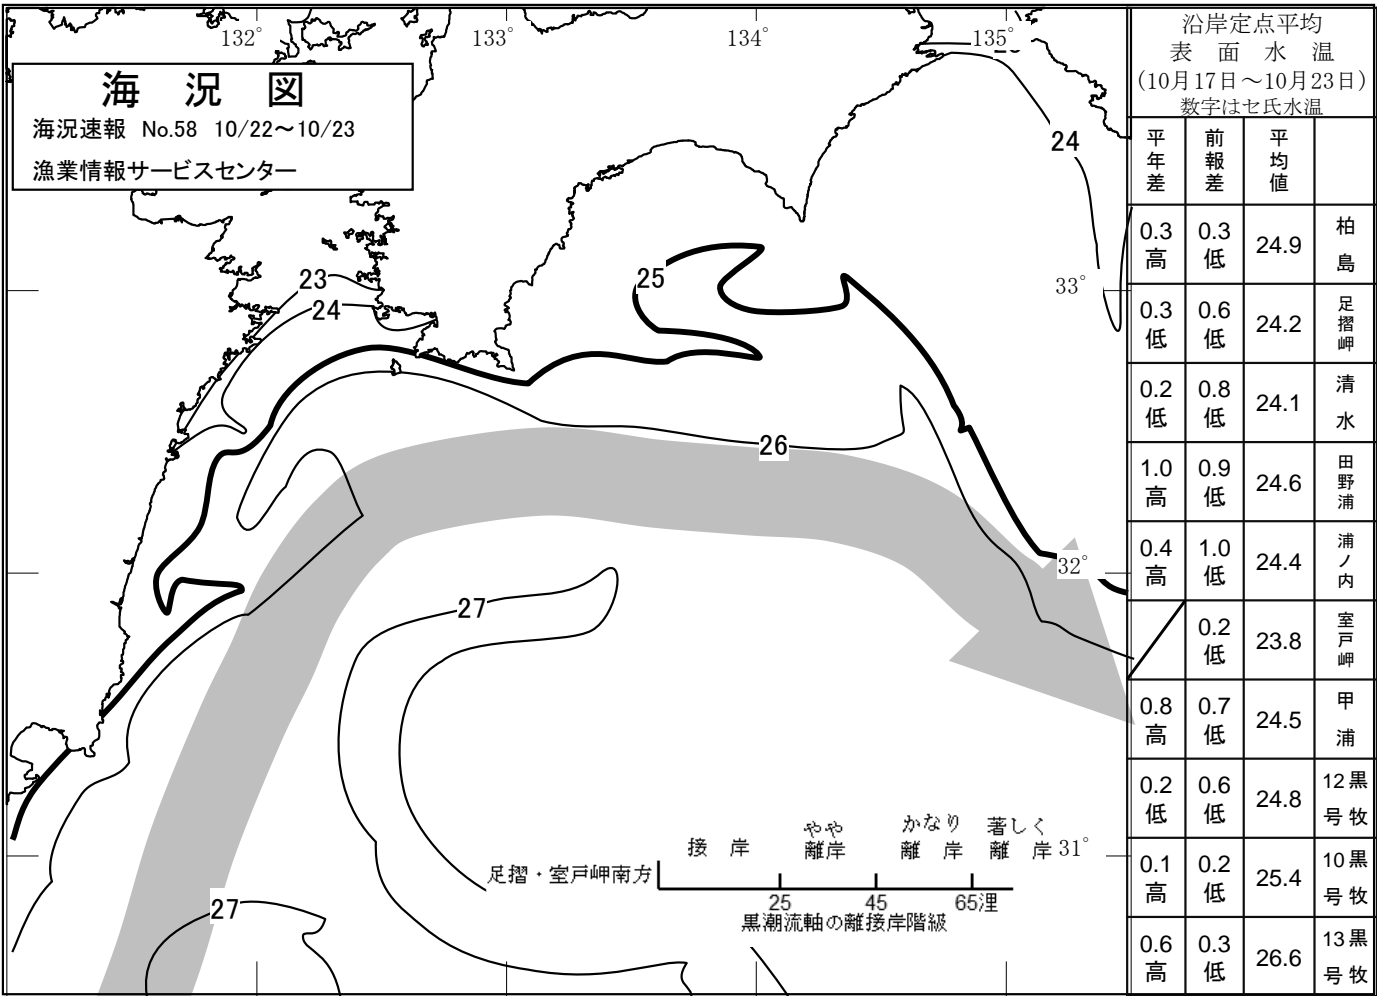 132°
133°
134°
135°
海況図
海況速報 No.58 10/22～10/23
漁業情報サービスセンター
24
23
24
25
33°
26
32°
27
27
接岸
やや離岸
かなり離岸
著しく離岸
31°
足摺・室戸岬南方
25 45 65浬
黒潮流軸の離接岸階級
沿岸定点平均
表面水温
(10月17日～10月23日)
数字はセ氏水温
平年差 前報差 平均値
0.3高 0.3低 24.9 柏島
0.3低 0.6低 24.2 足摺岬
0.2低 0.8低 24.1 清水
1.0高 0.9低 24.6 田野浦
0.4高 1.0低 24.4 浦ノ内
0.2低 23.8 室戸岬
0.8高 0.7低 24.5 甲浦
0.2低 0.6低 24.8 黒牧12号
0.1高 0.2低 25.4 黒牧10号
0.6高 0.3低 26.6 黒牧13号